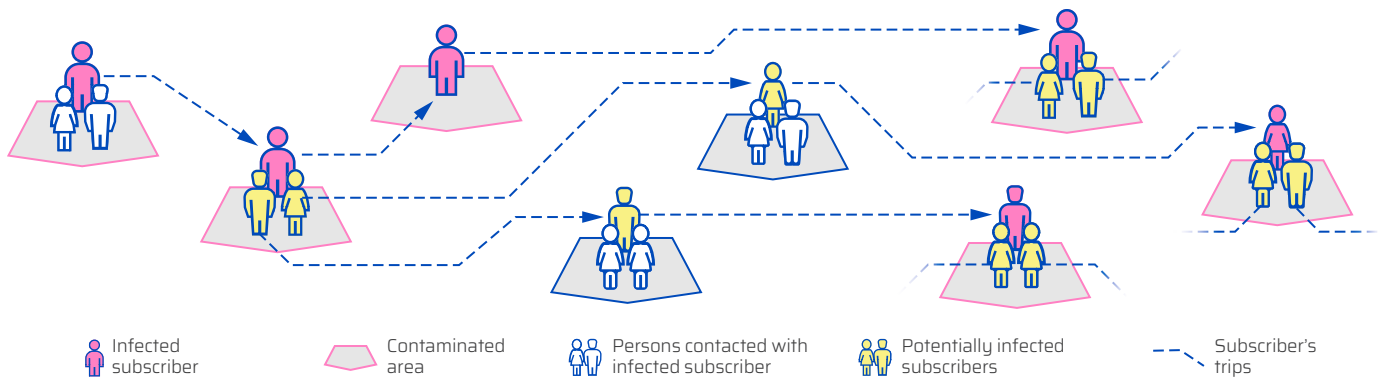 Infected
subscriber
Contaminated
area
Persons contacted with
infected subscriber
Potentially infected
subscribers
Subscriber's
trips